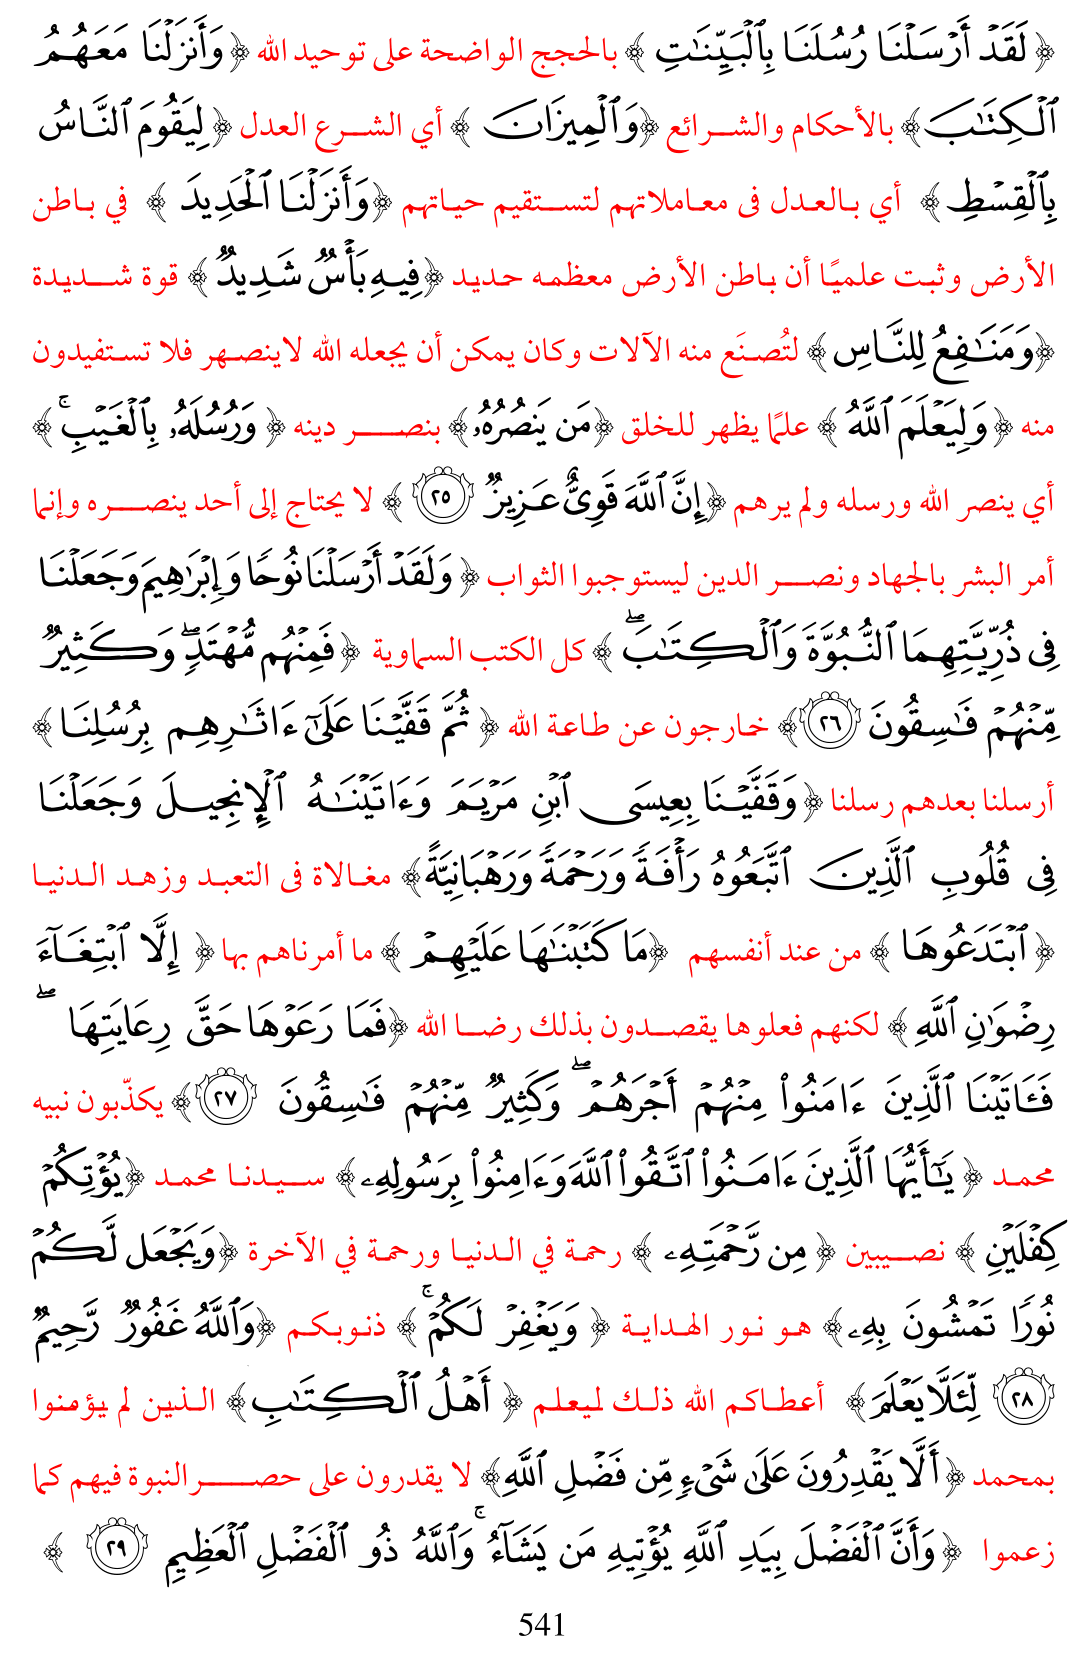 ﴿ لَقَدْ أَرْسَلْنَا رُسُلَنَا بِٱلْبَيِّنَـٰتِ ﴾ بالحجج الواضحة على توحيد الله ﴿ وَأَنزَلْنَا مَعَهُمُ
ٱلْكِتَـٰبَ ﴾ بالأحكام والشرائع ﴿ وَٱلْمِيزَانَ ﴾ أي الشرع العدل ﴿ لِيَقُومَ ٱلنَّاسُ
بِٱلْقِسْطِ ﴾ أي بالعدل فى معاملاتهم لتستقيم حياتهم ﴿ وَأَنزَلْنَا ٱلْحَدِيدَ ﴾ في باطن
الأرض وثبت علميًا أن باطن الأرض معظمه حديد ﴿ فِيهِ بَأْسٌ شَدِيدٌ ﴾ قوة شديدة
﴿ وَمَنَـٰفِعُ لِلنَّاسِ ﴾ لتُصنَع منه الآلات وكان يمكن أن يجعله الله لاينصهر فلا تستفيدون
منه ﴿ وَلِيَعْلَمَ ٱللَّهُ ﴾ علمًا يظهر للخلق ﴿ مَن يَنصُرُهُۥ ﴾ بنصر دينه ﴿ وَرُسُلَهُۥ بِٱلْغَيْبِ ۚ ﴾
أي ينصر الله ورسله ولم يرهم ﴿ إِنَّ ٱللَّهَ قَوِىٌّ عَزِيزٌ ٢٥ ﴾ لا يحتاج إلى أحد ينصره وإنما
أمر البشر بالجهاد ونصر الدين ليستوجبوا الثواب ﴿ وَلَقَدْ أَرْسَلْنَا نُوحًا وَإِبْرَٰهِيمَ وَجَعَلْنَا
فِى ذُرِّيَّتِهِمَا ٱلنُّبُوَّةَ وَٱلْكِتَـٰبَ ۖ ﴾ كل الكتب السماوية ﴿ فَمِنْهُم مُّهْتَدٍ ۖ وَكَثِيرٌ
مِّنْهُمْ فَـٰسِقُونَ ٢٦ ﴾ خارجون عن طاعة الله ﴿ ثُمَّ قَفَّيْنَا عَلَىٰٓ ءَاثَـٰرِهِم بِرُسُلِنَا ﴾
أرسلنا بعدهم رسلنا ﴿ وَقَفَّيْنَا بِعِيسَى ٱبْنِ مَرْيَمَ وَءَاتَيْنَـٰهُ ٱلْإِنجِيلَ وَجَعَلْنَا
فِى قُلُوبِ ٱلَّذِينَ ٱتَّبَعُوهُ رَأْفَةً وَرَحْمَةً وَرَهْبَانِيَّةً ﴾ مغالاة فى التعبد وزهد الدنيا
﴿ ٱبْتَدَعُوهَا ﴾ من عند أنفسهم ﴿ مَا كَتَبْنَـٰهَا عَلَيْهِمْ ﴾ ما أمرناهم بها ﴿ إِلَّا ٱبْتِغَآءَ
رِضْوَٰنِ ٱللَّهِ ﴾ لكنهم فعلوها يقصدون بذلك رضا الله ﴿ فَمَا رَعَوْهَا حَقَّ رِعَايَتِهَا ۖ
فَـَٔاتَيْنَا ٱلَّذِينَ ءَامَنُوا۟ مِنْهُمْ أَجْرَهُمْ ۖ وَكَثِيرٌ مِّنْهُمْ فَـٰسِقُونَ ٢٧ ﴾ يكذّبون نبيه
محمد ﴿ يَـٰٓأَيُّهَا ٱلَّذِينَ ءَامَنُوا۟ ٱتَّقُوا۟ ٱللَّهَ وَءَامِنُوا۟ بِرَسُولِهِۦ ﴾ سيدنا محمد ﴿ يُؤْتِكُمْ
كِفْلَيْنِ ﴾ نصيبين ﴿ مِن رَّحْمَتِهِۦ ﴾ رحمة في الدنيا ورحمة في الآخرة ﴿ وَيَجْعَل لَّكُمْ
نُورًا تَمْشُونَ بِهِۦ ﴾ هو نور الهداية ﴿ وَيَغْفِرْ لَكُمْ ۚ ﴾ ذنوبكم ﴿ وَٱللَّهُ غَفُورٌ رَّحِيمٌ
٢٨ لِّئَلَّا يَعْلَمَ ﴾ أعطاكم الله ذلك ليعلم ﴿ أَهْلُ ٱلْكِتَـٰبِ ﴾ الذين لم يؤمنوا
بمحمد ﴿ أَلَّا يَقْدِرُونَ عَلَىٰ شَىْءٍ مِّن فَضْلِ ٱللَّهِ ﴾ لا يقدرون على حصر النبوة فيهم كما
زعموا ﴿ وَأَنَّ ٱلْفَضْلَ بِيَدِ ٱللَّهِ يُؤْتِيهِ مَن يَشَآءُ ۚ وَٱللَّهُ ذُو ٱلْفَضْلِ ٱلْعَظِيمِ ٢٩ ﴾
541